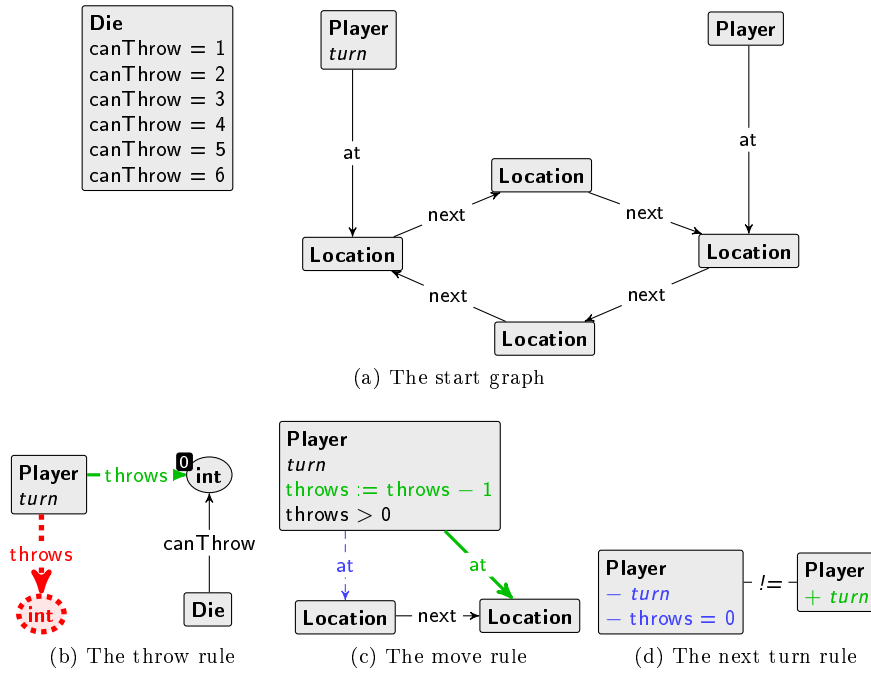 Die
canThrow = 1
canThrow = 2
canThrow = 3
canThrow = 4
canThrow = 5
canThrow = 6
Player
turn
Player
at
at
Location
next
next
Location
Location
next
next
Location
(a) The start graph
Player
turn
throws
0
int
throws
canThrow
int
Die
(b) The throw rule
Player
turn
throws := throws − 1
throws > 0
at
at
Location
next
Location
(c) The move rule
Player
− turn
− throws = 0
!=
Player
+ turn
(d) The next turn rule